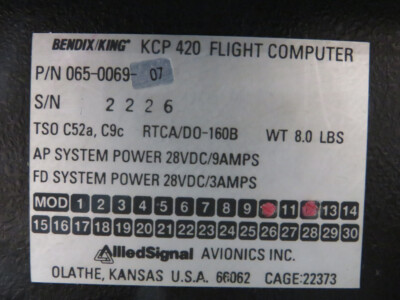 BENDIX/KING® KCP 420 FLIGHT COMPUTER
P/N 065-0069-07
S/N 2226
TSO C52a, C9c RTCA/DO-160B WT 8.0 LBS
AP SYSTEM POWER 28VDC/9AMPS
FD SYSTEM POWER 28VDC/3AMPS
MOD 1 2 3 4 5 6 7 8 9 11 13 14
15 16 17 18 19 20 21 22 23 24 25 26 27 28 29 30
AlliedSignal AVIONICS INC.
OLATHE, KANSAS U.S.A. 66062 CAGE:22373